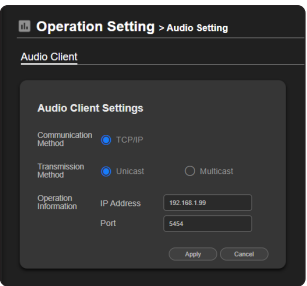 Operation Setting > Audio Setting
Audio Client
Audio Client Settings
Communication
Method
TCP/IP
Transmission
Method
Unicast
Multicast
Operation
Information
IP Address
192.168.1.99
Port
5454
Apply
Cancel